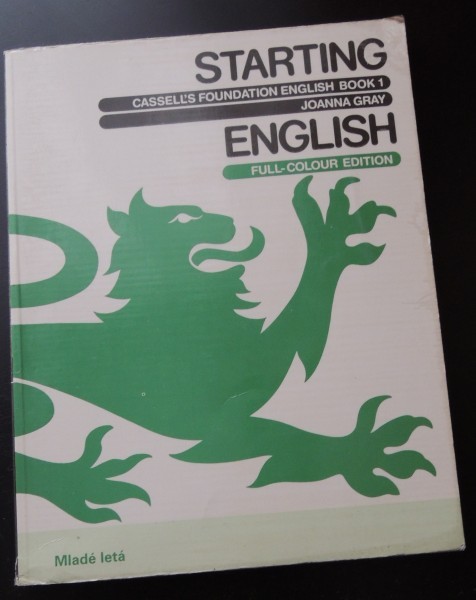 STARTING
CASSELL'S FOUNDATION ENGLISH BOOK 1
JOANNA GRAY
ENGLISH
FULL-COLOUR EDITION
Mladé letá